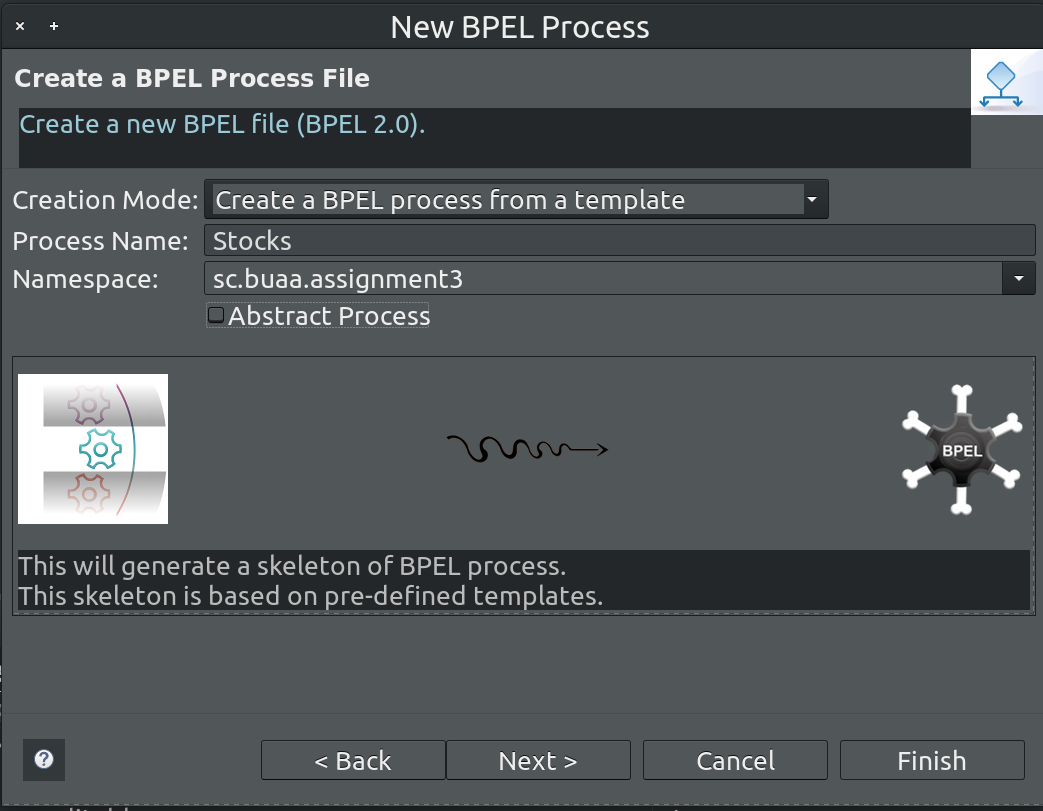 New BPEL Process
Create a BPEL Process File
Create a new BPEL file (BPEL 2.0).
Creation Mode: Create a BPEL process from a template
Process Name: Stocks
Namespace: sc.buaa.assignment3
Abstract Process
BPEL
This will generate a skeleton of BPEL process.
This skeleton is based on pre-defined templates.
? < Back Next > Cancel Finish